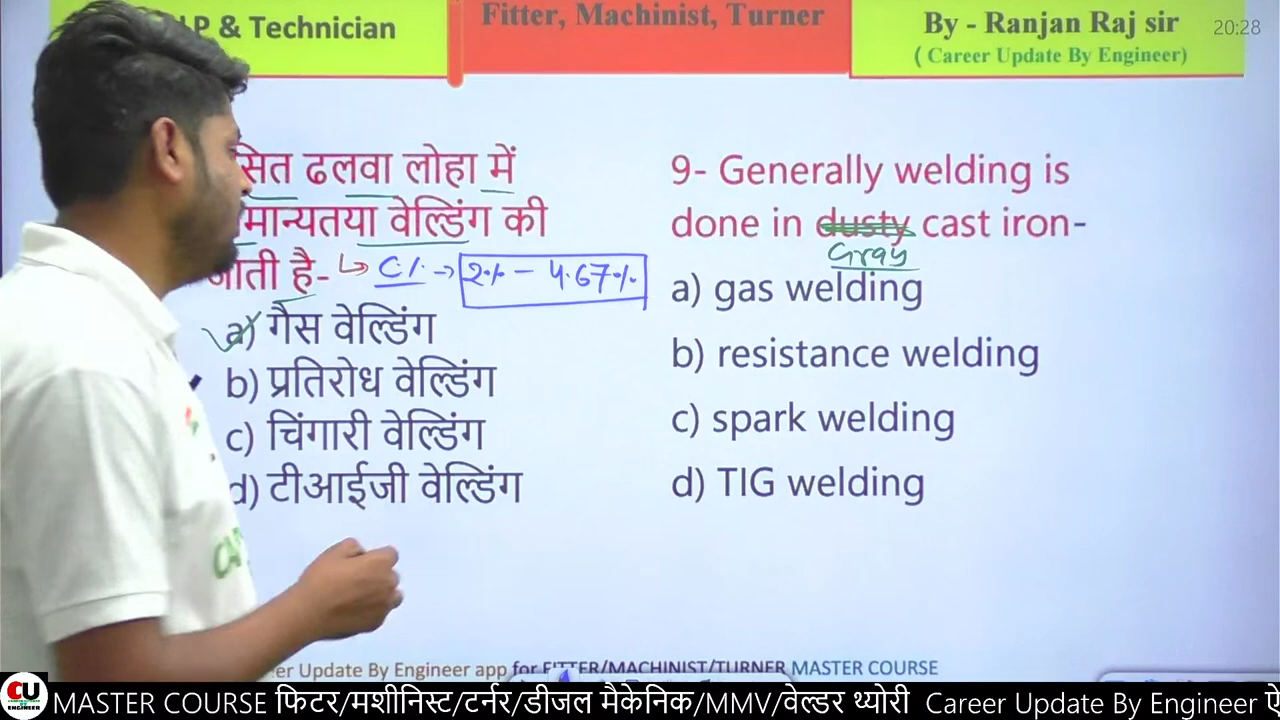 P & Technician
Fitter, Machinist, Turner
By - Ranjan Raj sir
( Career Update By Engineer)
20:28
ढलवा लोहा में
वेल्डिंग की
है-
C% → 2% - 4.67%
a) गैस वेल्डिंग
b) प्रतिरोध वेल्डिंग
c) चिंगारी वेल्डिंग
d) टीआईजी वेल्डिंग
9- Generally welding is
done in dusty cast iron-
Gray
a) gas welding
b) resistance welding
c) spark welding
d) TIG welding
Update By Engineer app for FITTER/MACHINIST/TURNER MASTER COURSE
CU
MASTER COURSE फिटर/मशीनिस्ट/टर्नर/डीजल मैकेनिक/MMV/वेल्डर थ्योरी Career Update By Engineer ऐ